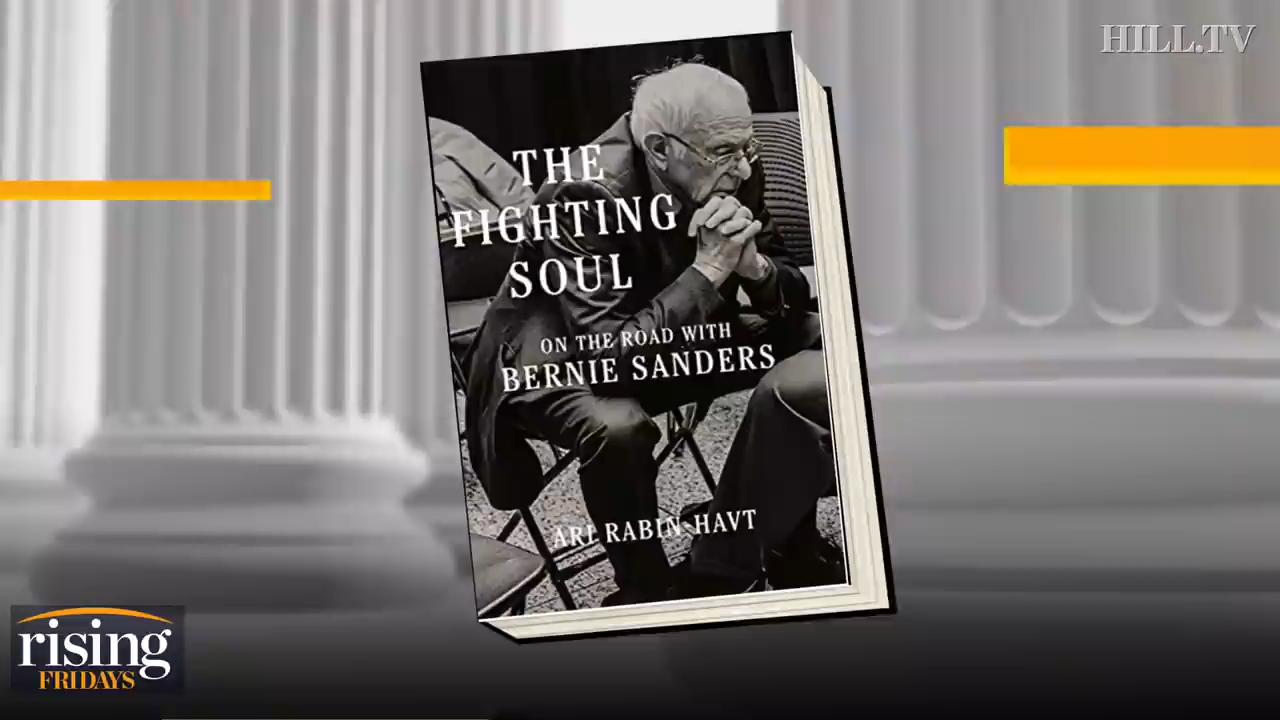 HILL.TV
THE
FIGHTING
SOUL
ON THE ROAD WITH
BERNIE SANDERS
ARI RABIN-HAVT
rising
FRIDAYS